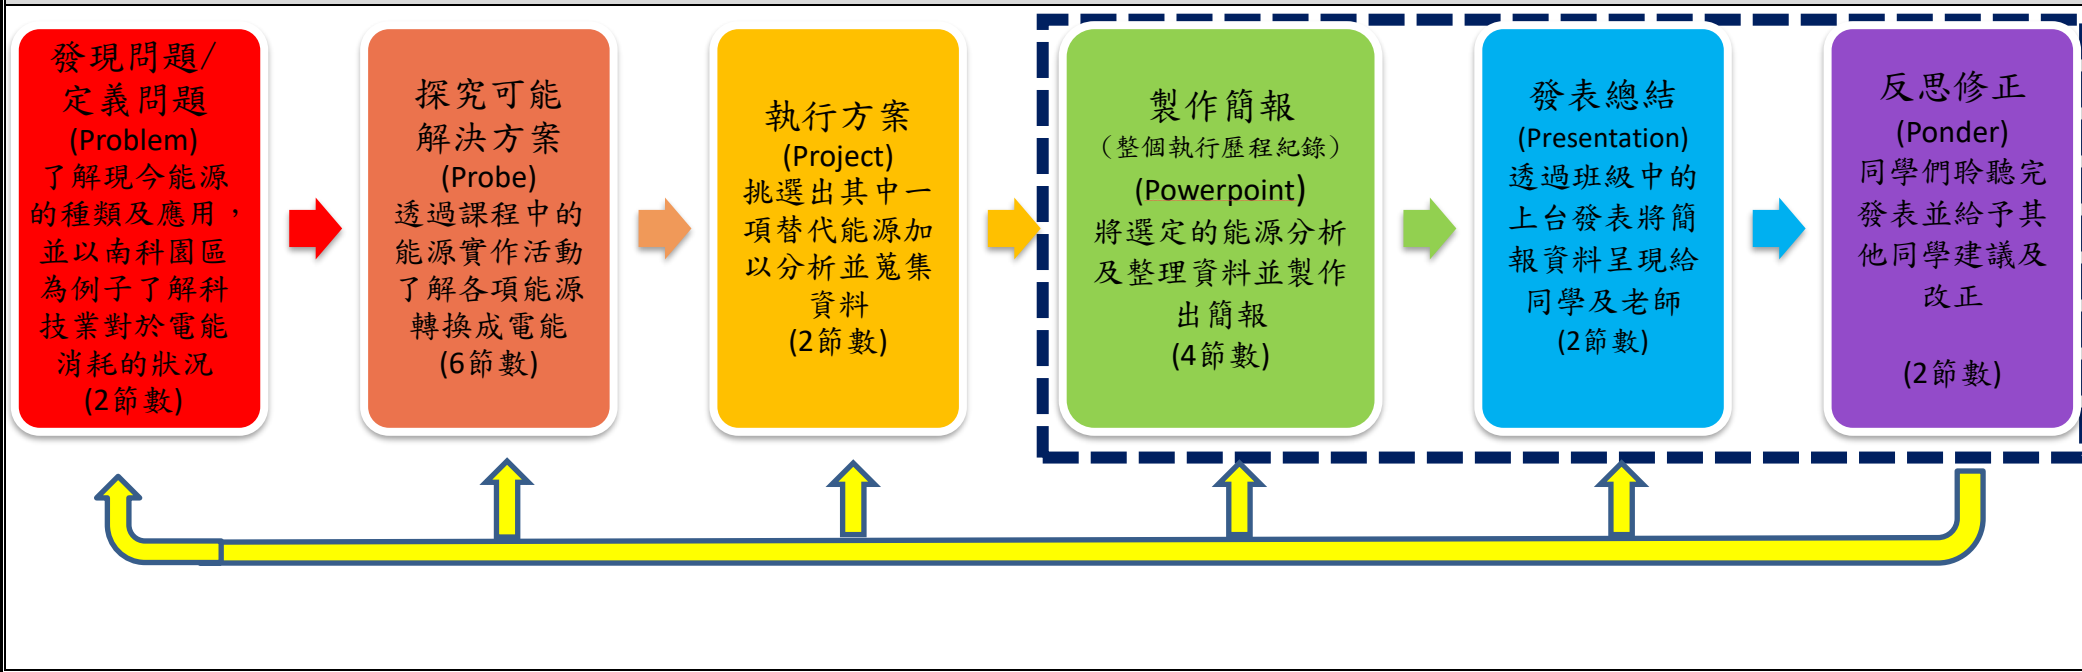 發現問題/
定義問題
(Problem)
了解現今能源
的種類及應用，
並以南科園區
為例子了解科
技業對於電能
消耗的狀況
(2節數)
探究可能
解決方案
(Probe)
透過課程中的
能源實作活動
了解各項能源
轉換成電能
(6節數)
執行方案
(Project)
挑選出其中一
項替代能源加
以分析並蒐集
資料
(2節數)
製作簡報
（整個執行歷程紀錄）
(Powerpoint)
將選定的能源分析
及整理資料並製作
出簡報
(4節數)
發表總結
(Presentation)
透過班級中的
上台發表將簡
報資料呈現給
同學及老師
(2節數)
反思修正
(Ponder)
同學們聆聽完
發表並給予其
他同學建議及
改正
(2節數)